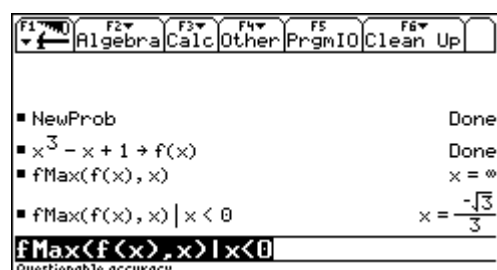 F1 F2▾ Algebra F3▾ Calc F4▾ Other F5 PrgmIO F6▾ Clean Up
▪ NewProb Done
▪ x³ - x + 1 → f(x) Done
▪ fMax(f(x), x) x = ∞
▪ fMax(f(x), x) | x < 0 x = -√3/3
fMax(f(x),x)|x<0
Questionable accuracy